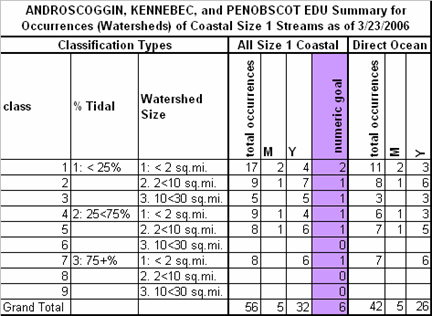 ANDROSCOGGIN, KENNEBEC, and PENOBSCOT EDU Summary for
Occurrences (Watersheds) of Coastal Size 1 Streams as of 3/23/2006
Classification Types All Size 1 Coastal Direct Ocean
class % Tidal Watershed Size total occurrences M Y numeric goal total occurrences M Y
1 1: < 25% 1: < 2 sq.mi. 17 2 4 2 11 2 3
2 2. 2<10 sq.mi. 9 1 7 1 8 1 6
3 3. 10<30 sq.mi. 5 5 1 3 3
4 2: 25<75% 1: < 2 sq.mi. 9 1 4 1 6 1 3
5 2. 2<10 sq.mi. 8 1 6 1 7 1 5
6 3. 10<30 sq.mi. 0
7 3: 75+% 1: < 2 sq.mi. 8 6 1 7 6
8 2. 2<10 sq.mi. 0
9 3. 10<30 sq.mi. 0
Grand Total 56 5 32 6 42 5 26